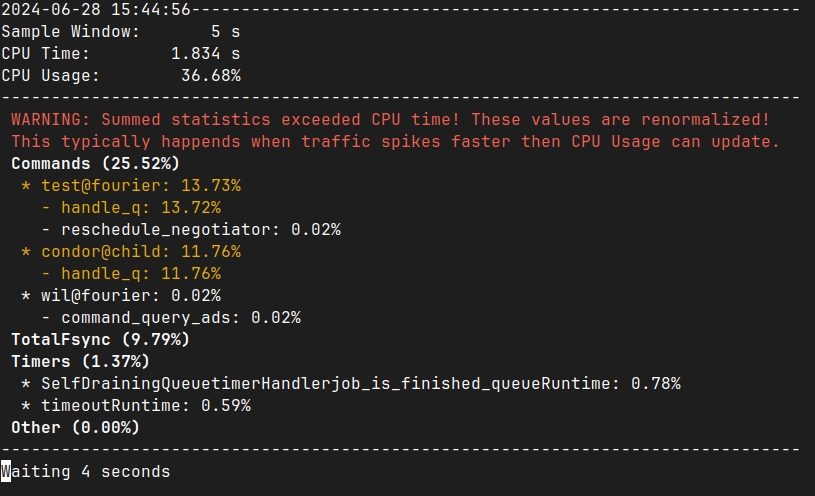 2024-06-28 15:44:56-------------------------------------------------------------
Sample Window:       5 s
CPU Time:        1.834 s
CPU Usage:        36.68%
--------------------------------------------------------------------------------
 WARNING: Summed statistics exceeded CPU time! These values are renormalized!
 This typically happends when traffic spikes faster then CPU Usage can update.
 Commands (25.52%)
  * test@fourier: 13.73%
    - handle_q: 13.72%
    - reschedule_negotiator: 0.02%
  * condor@child: 11.76%
    - handle_q: 11.76%
  * wil@fourier: 0.02%
    - command_query_ads: 0.02%
 TotalFsync (9.79%)
 Timers (1.37%)
  * SelfDrainingQueuetimerHandlerjob_is_finished_queueRuntime: 0.78%
  * timeoutRuntime: 0.59%
 Other (0.00%)
--------------------------------------------------------------------------------
Waiting 4 seconds